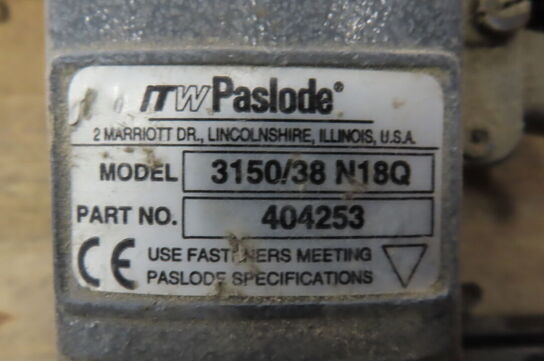 ITW Paslode®
2 MARRIOTT DR., LINCOLNSHIRE, ILLINOIS, U.S.A.
MODEL 3150/38 N18Q
PART NO. 404253
CE USE FASTENERS MEETING
PASLODE SPECIFICATIONS